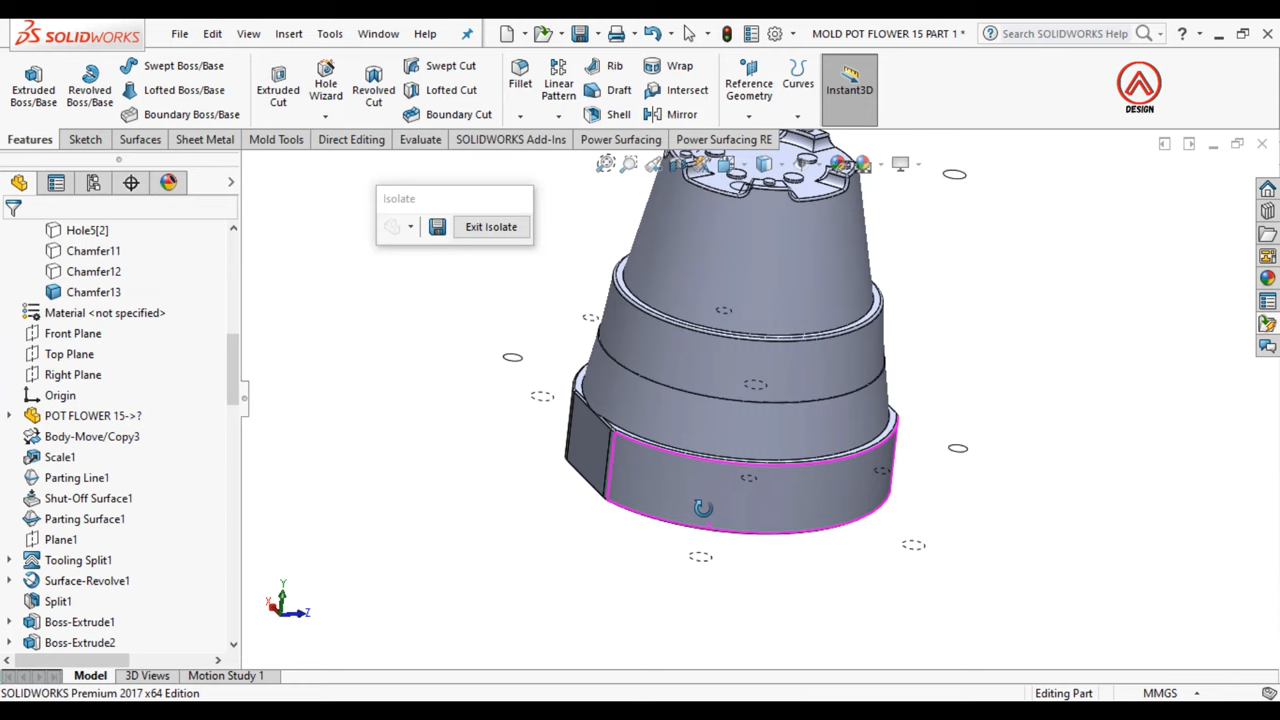 SOLIDWORKS File Edit View Insert Tools Window Help MOLD POT FLOWER 15 PART 1 * Search SOLIDWORKS Help ?
Extruded Boss/Base
Revolved Boss/Base
Swept Boss/Base
Lofted Boss/Base
Boundary Boss/Base
Extruded Cut
Hole Wizard
Revolved Cut
Swept Cut
Lofted Cut
Boundary Cut
Fillet
Linear Pattern
Rib
Draft
Shell
Wrap
Intersect
Mirror
Reference Geometry
Curves
Instant3D
DESIGN
Features Sketch Surfaces Sheet Metal Mold Tools Direct Editing Evaluate SOLIDWORKS Add-Ins Power Surfacing Power Surfacing RE
Isolate
Exit Isolate
Hole5[2]
Chamfer11
Chamfer12
Chamfer13
Material <not specified>
Front Plane
Top Plane
Right Plane
Origin
POT FLOWER 15->?
Body-Move/Copy3
Scale1
Parting Line1
Shut-Off Surface1
Parting Surface1
Plane1
Tooling Split1
Surface-Revolve1
Split1
Boss-Extrude1
Boss-Extrude2
Y
X
Z
Model 3D Views Motion Study 1
SOLIDWORKS Premium 2017 x64 Edition Editing Part MMGS